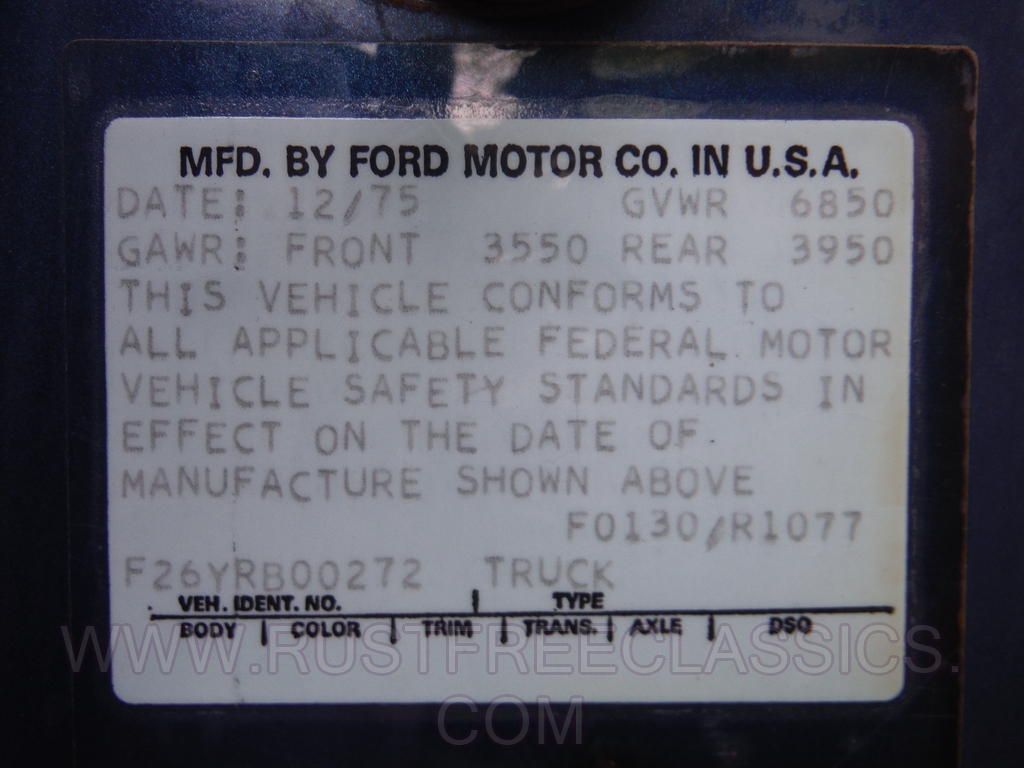 MFD. BY FORD MOTOR CO. IN U.S.A.
DATE: 12/75 GVWR 6850
GAWR: FRONT 3550 REAR 3950
THIS VEHICLE CONFORMS TO
ALL APPLICABLE FEDERAL MOTOR
VEHICLE SAFETY STANDARDS IN
EFFECT ON THE DATE OF
MANUFACTURE SHOWN ABOVE
F0130/R1077
F26YRB00272 TRUCK
VEH. IDENT. NO. | TYPE
BODY | COLOR | TRIM | TRANS. | AXLE | DSO
WWW.RUSTFREECLASSICS.
COM